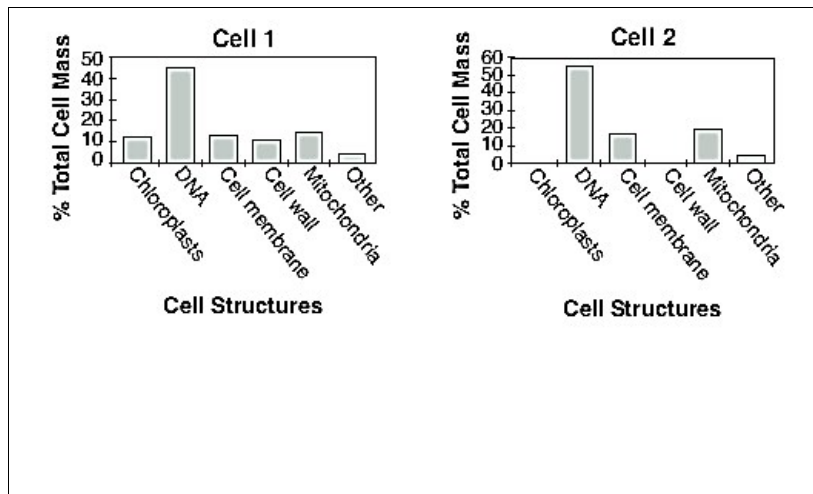 Cell 1
% Total Cell Mass
50
40
30
20
10
0
Chloroplasts
DNA
Cell membrane
Cell wall
Mitochondria
Other
Cell Structures
Cell 2
% Total Cell Mass
60
50
40
30
20
10
0
Chloroplasts
DNA
Cell membrane
Cell wall
Mitochondria
Other
Cell Structures